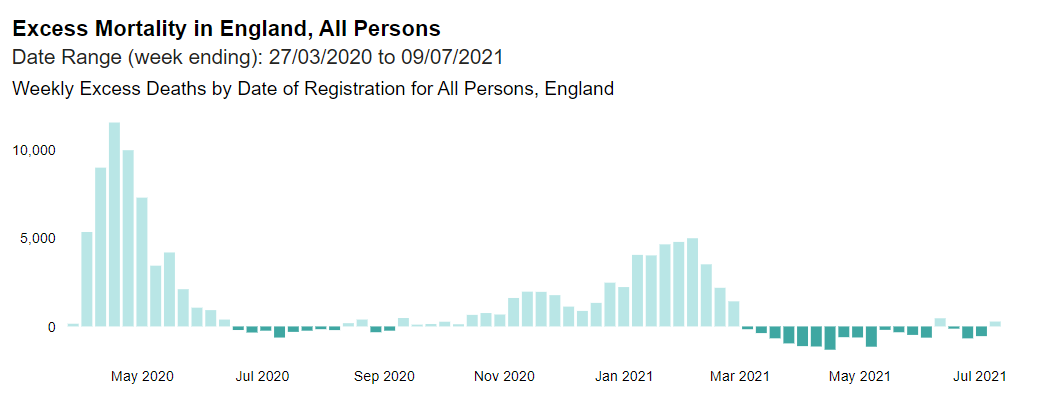 Excess Mortality in England, All Persons
Date Range (week ending): 27/03/2020 to 09/07/2021
Weekly Excess Deaths by Date of Registration for All Persons, England
10,000
5,000
0
May 2020 Jul 2020 Sep 2020 Nov 2020 Jan 2021 Mar 2021 May 2021 Jul 2021